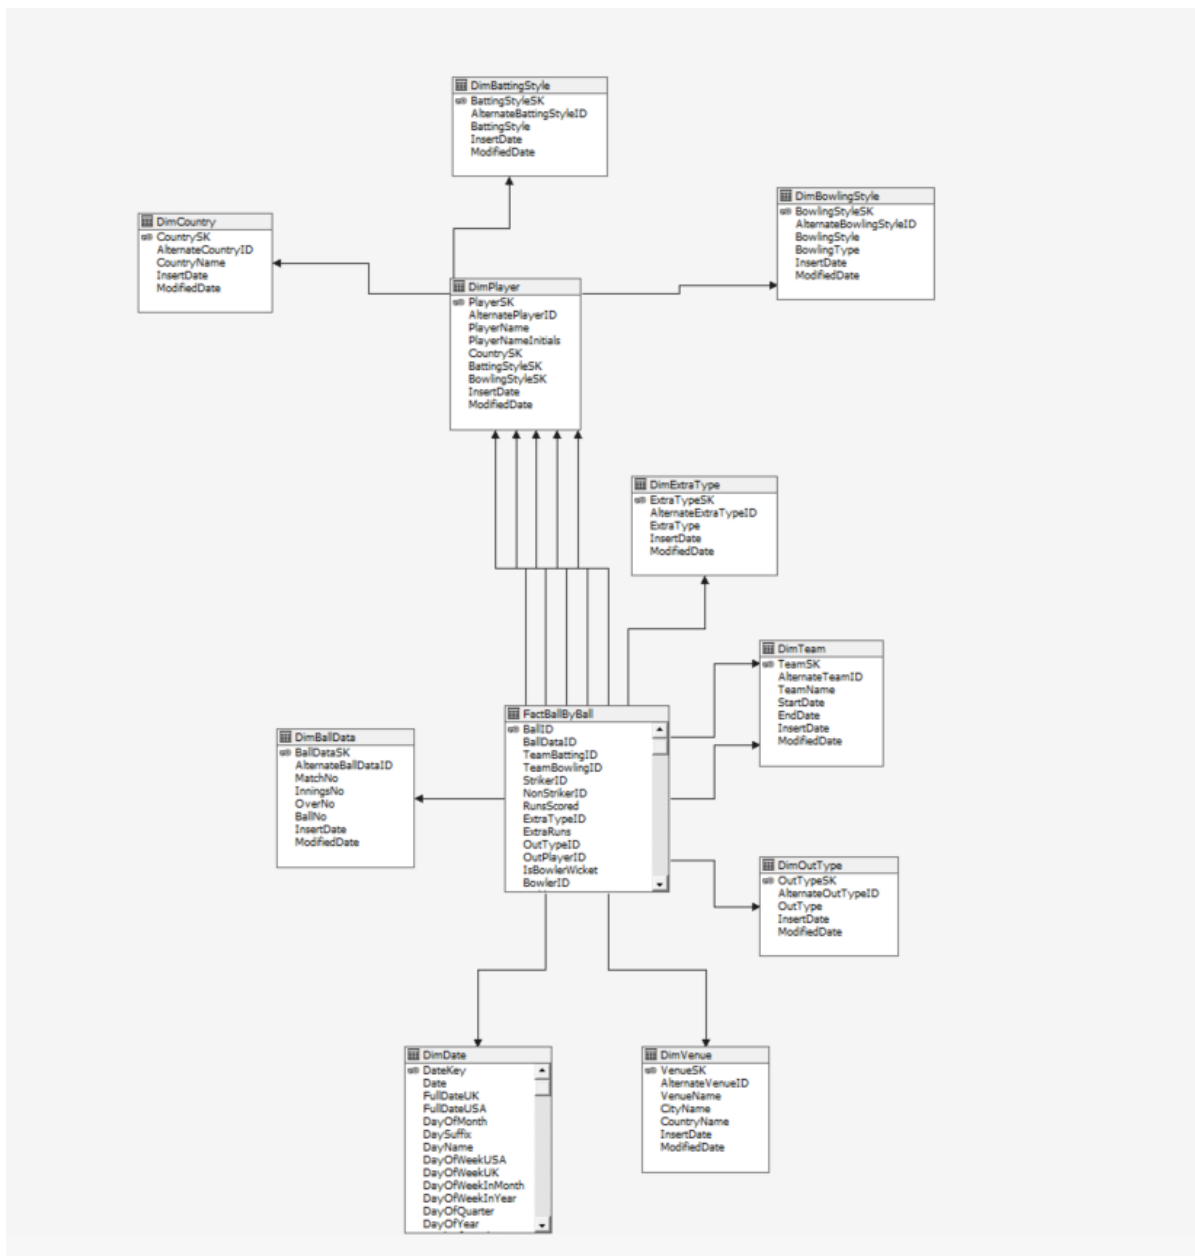 DimBattingStyle
BattingStyleSK
AlternateBattingStyleID
BattingStyle
InsertDate
ModifiedDate
DimBowlingStyle
BowlingStyleSK
AlternateBowlingStyleID
BowlingStyle
BowlingType
InsertDate
ModifiedDate
DimCountry
CountrySK
AlternateCountryID
CountryName
InsertDate
ModifiedDate
DimPlayer
PlayerSK
AlternatePlayerID
PlayerName
PlayerNameInitials
CountrySK
BattingStyleSK
BowlingStyleSK
InsertDate
ModifiedDate
DimExtraType
ExtraTypeSK
AlternateExtraTypeID
ExtraType
InsertDate
ModifiedDate
DimTeam
TeamSK
AlternateTeamID
TeamName
StartDate
EndDate
InsertDate
ModifiedDate
FactBallByBall
BallID
BallDataID
TeamBattingID
TeamBowlingID
StrikerID
NonStrikerID
RunsScored
ExtraTypeID
ExtraRuns
OutTypeID
OutPlayerID
IsBowlerWicket
BowlerID
DimBallData
BallDataSK
AlternateBallDataID
MatchNo
InningsNo
OverNo
BallNo
InsertDate
ModifiedDate
DimOutType
OutTypeSK
AlternateOutTypeID
OutType
InsertDate
ModifiedDate
DimDate
DateKey
Date
FullDateUK
FullDateUSA
DayOfMonth
DaySuffix
DayName
DayOfWeekUSA
DayOfWeekUK
DayOfWeekInMonth
DayOfWeekInYear
DayOfQuarter
DayOfYear
DimVenue
VenueSK
AlternateVenueID
VenueName
CityName
CountryName
InsertDate
ModifiedDate